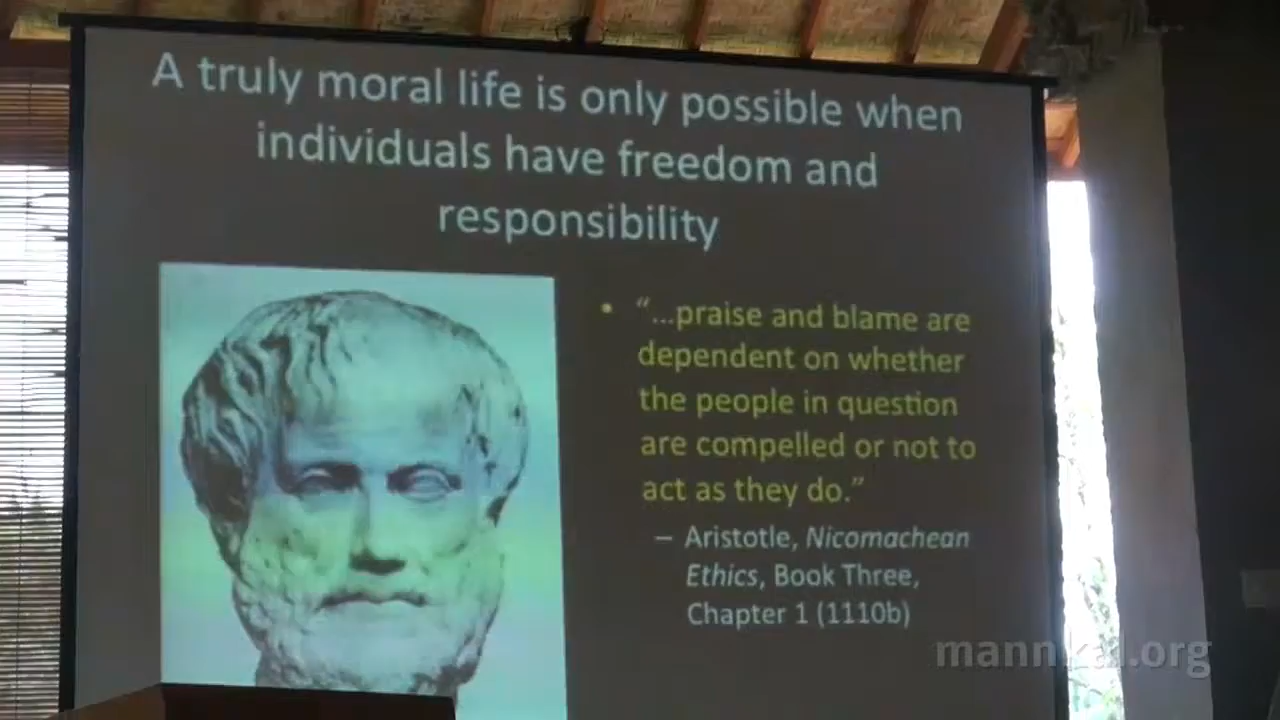 A truly moral life is only possible when
individuals have freedom and
responsibility
• “...praise and blame are
dependent on whether
the people in question
are compelled or not to
act as they do.”
– Aristotle, Nicomachean
Ethics, Book Three,
Chapter 1 (1110b)
mannkal.org